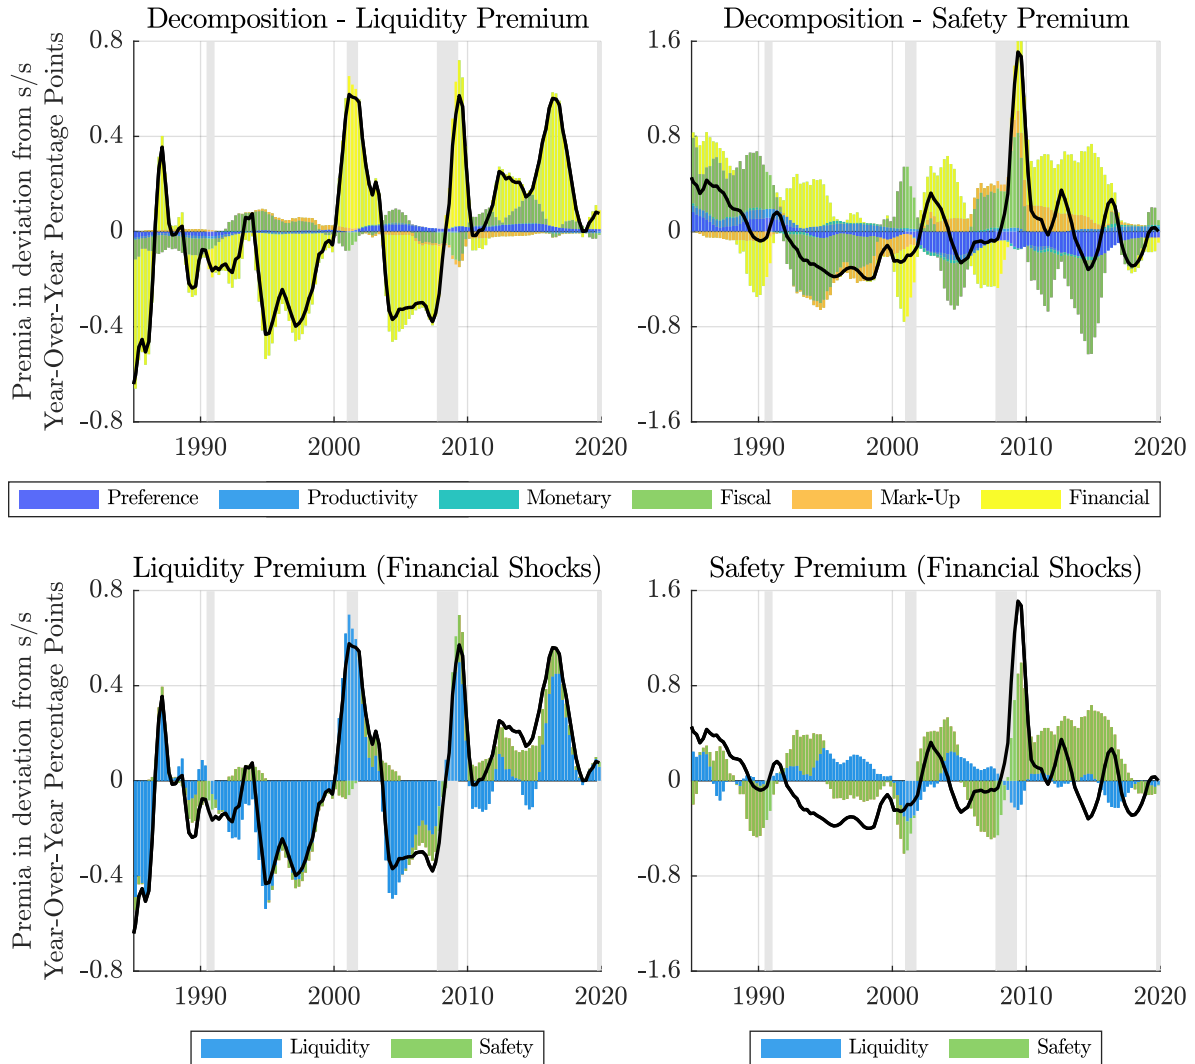 Decomposition - Liquidity Premium
Decomposition - Safety Premium
Premia in deviation from s/s
Year-Over-Year Percentage Points
0.8
0.4
0
-0.4
-0.8
1990
2000
2010
2020
1.6
0.8
0
-0.8
-1.6
1990
2000
2010
2020
Preference
Productivity
Monetary
Fiscal
Mark-Up
Financial
Liquidity Premium (Financial Shocks)
Safety Premium (Financial Shocks)
Premia in deviation from s/s
Year-Over-Year Percentage Points
0.8
0.4
0
-0.4
-0.8
1990
2000
2010
2020
1.6
0.8
0
-0.8
-1.6
1990
2000
2010
2020
Liquidity
Safety
Liquidity
Safety